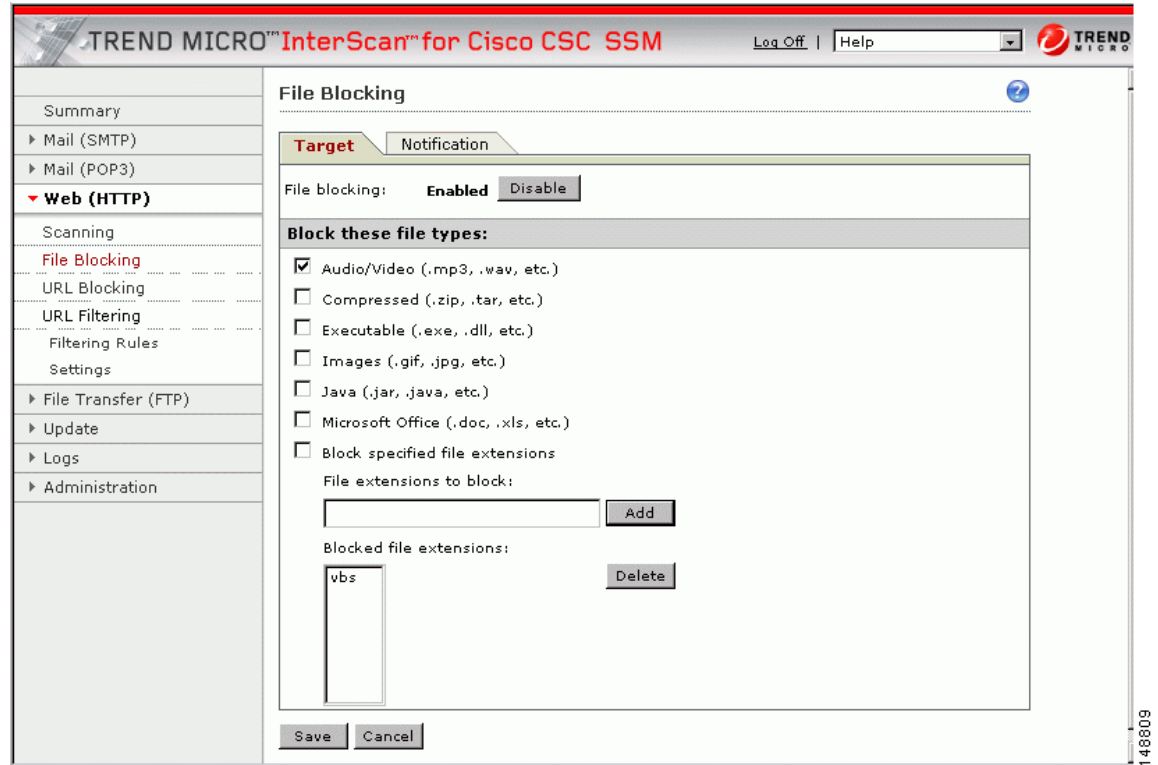 TREND MICRO™ InterScan™ for Cisco CSC SSM
Log Off | Help
TREND MICRO
Summary
Mail (SMTP)
Mail (POP3)
Web (HTTP)
Scanning
File Blocking
URL Blocking
URL Filtering
Filtering Rules
Settings
File Transfer (FTP)
Update
Logs
Administration
File Blocking
?
Target
Notification
File blocking: Enabled Disable
Block these file types:
Audio/Video (.mp3, .wav, etc.)
Compressed (.zip, .tar, etc.)
Executable (.exe, .dll, etc.)
Images (.gif, .jpg, etc.)
Java (.jar, .java, etc.)
Microsoft Office (.doc, .xls, etc.)
Block specified file extensions
File extensions to block:
Add
Blocked file extensions:
vbs
Delete
Save Cancel
148809